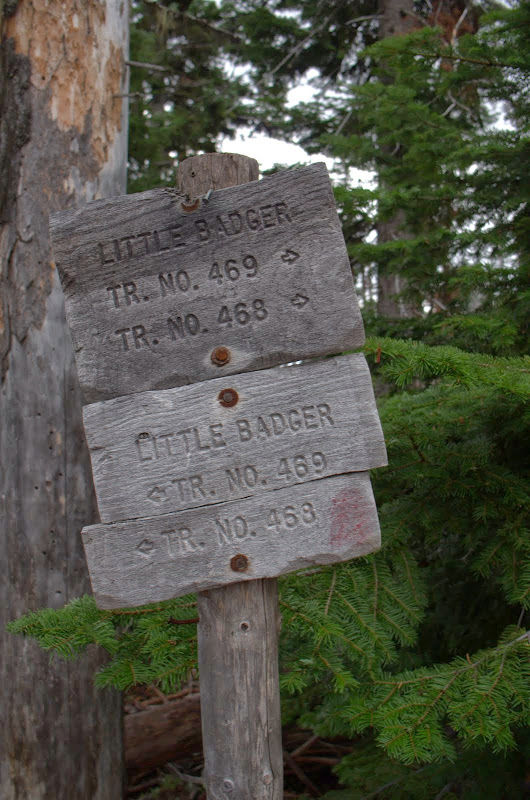 LITTLE BADGER
TR. NO. 469 →
TR. NO. 468 →
LITTLE BADGER
← TR. NO. 469
← TR. NO. 468